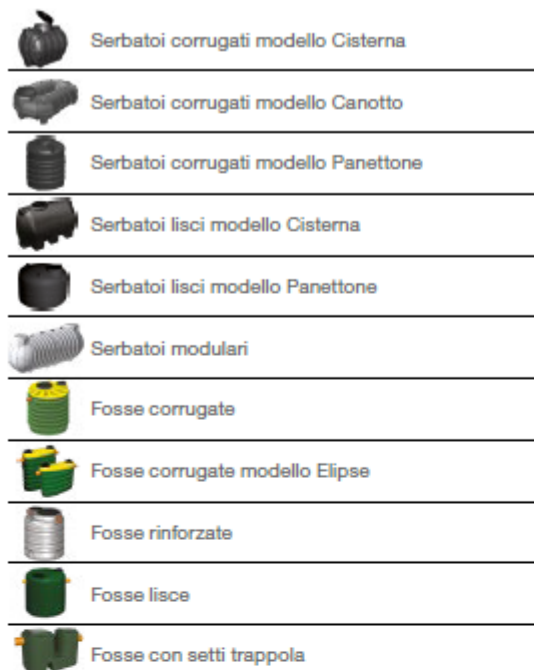 Serbatoi corrugati modello Cisterna
Serbatoi corrugati modello Canotto
Serbatoi corrugati modello Panettone
Serbatoi lisci modello Cisterna
Serbatoi lisci modello Panettone
Serbatoi modulari
Fosse corrugate
Fosse corrugate modello Elipse
Fosse rinforzate
Fosse lisce
Fosse con setti trappola